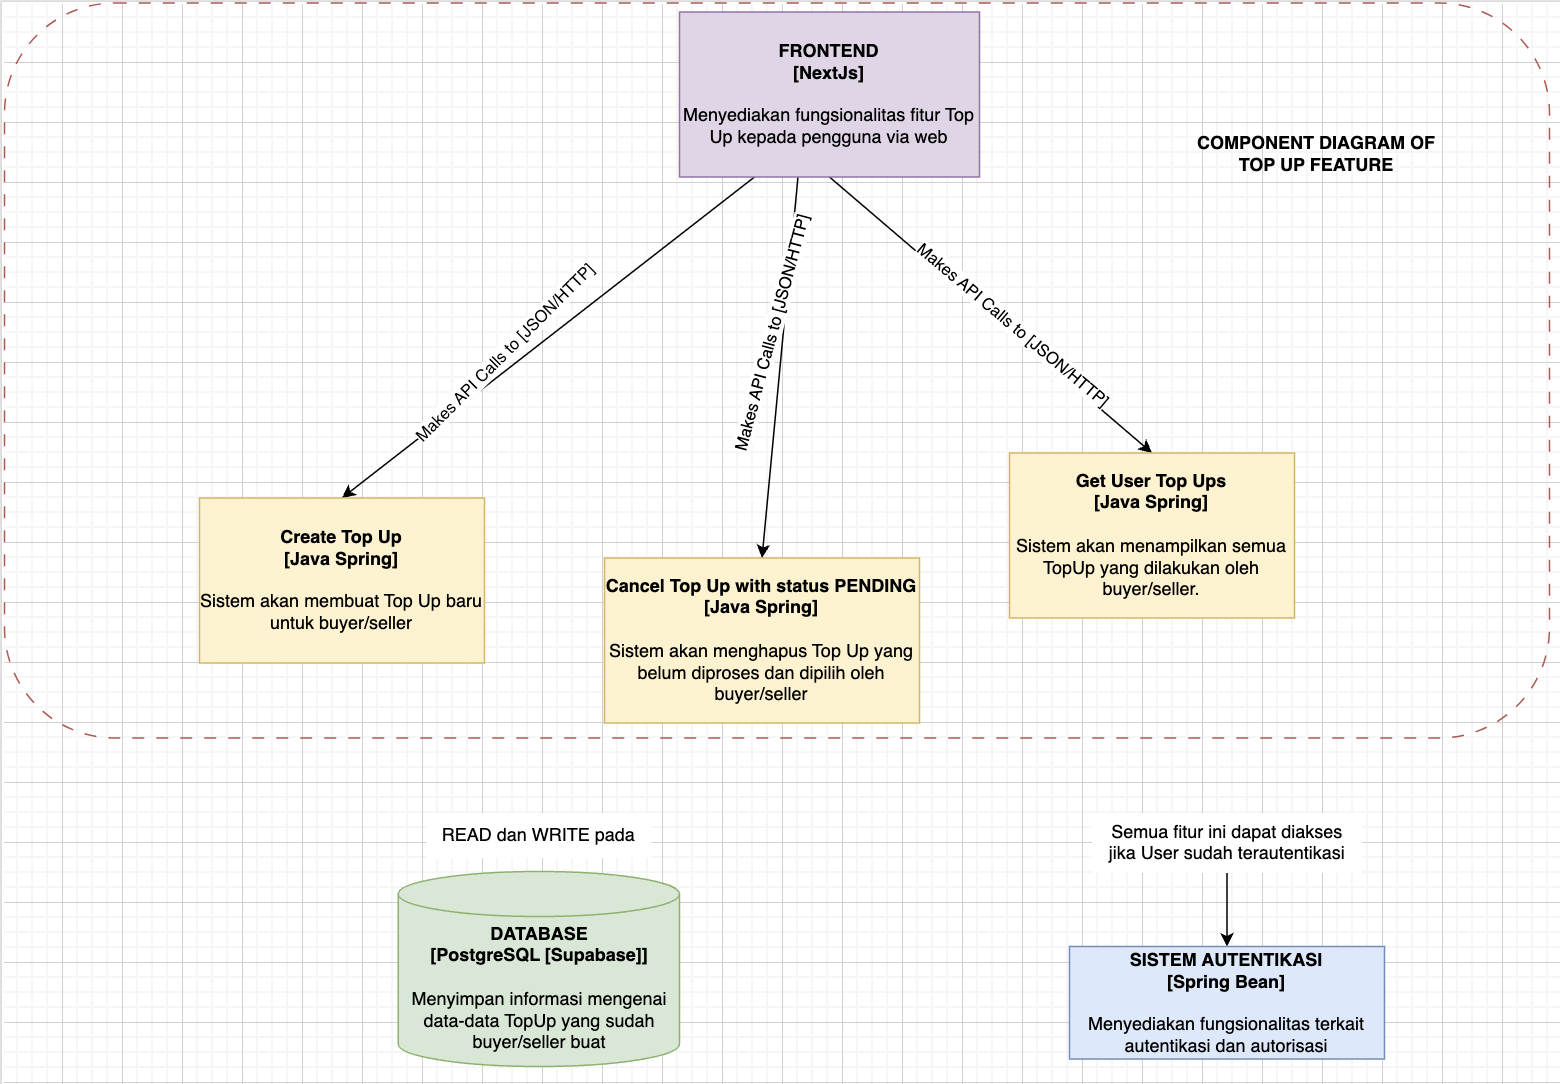 FRONTEND
[NextJs]
Menyediakan fungsionalitas fitur Top
Up kepada pengguna via web
COMPONENT DIAGRAM OF
TOP UP FEATURE
Makes API Calls to [JSON/HTTP]
Makes API Calls to [JSON/HTTP]
Makes API Calls to [JSON/HTTP]
Create Top Up
[Java Spring]
Sistem akan membuat Top Up baru
untuk buyer/seller
Cancel Top Up with status PENDING
[Java Spring]
Sistem akan menghapus Top Up yang
belum diproses dan dipilih oleh
buyer/seller
Get User Top Ups
[Java Spring]
Sistem akan menampilkan semua
TopUp yang dilakukan oleh
buyer/seller.
READ dan WRITE pada
DATABASE
[PostgreSQL [Supabase]]
Menyimpan informasi mengenai
data-data TopUp yang sudah
buyer/seller buat
Semua fitur ini dapat diakses
jika User sudah terautentikasi
SISTEM AUTENTIKASI
[Spring Bean]
Menyediakan fungsionalitas terkait
autentikasi dan autorisasi